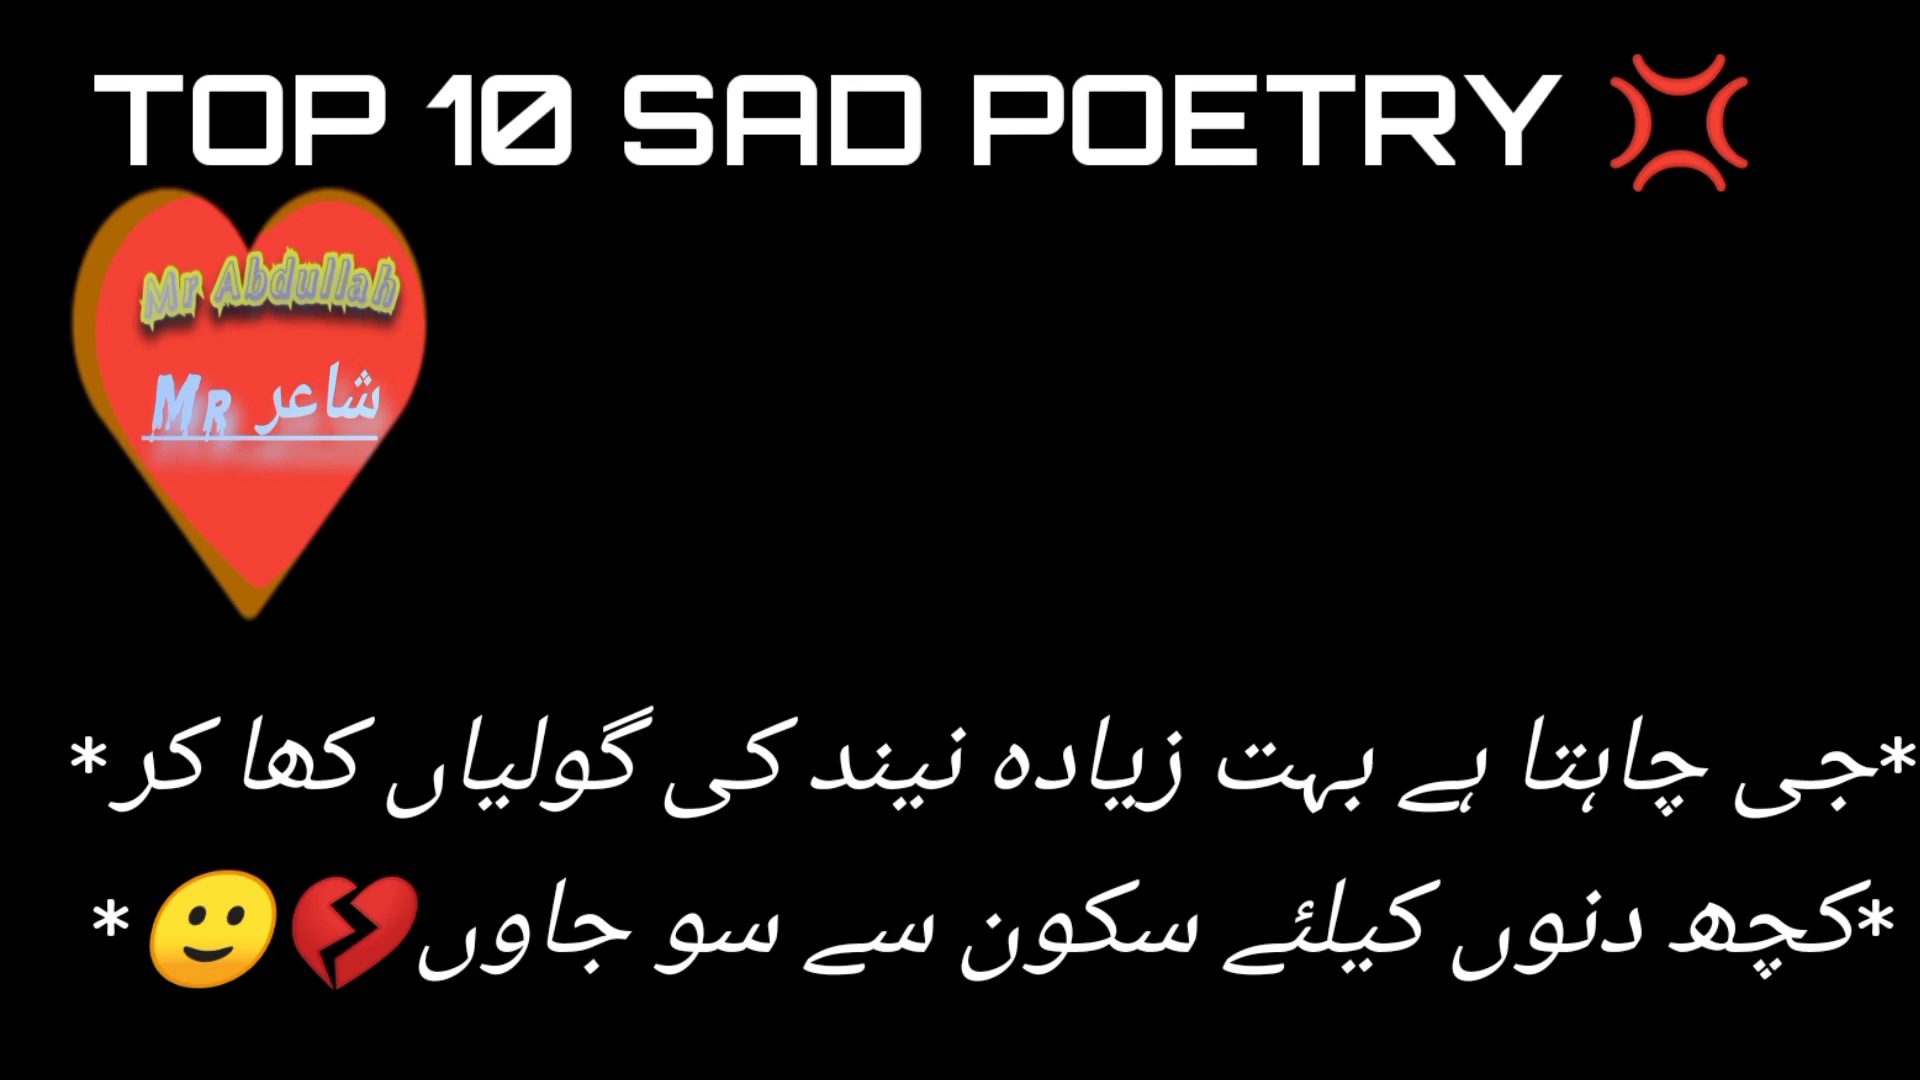 TOP 10 SAD POETRY 💢
Mr Abdullah
Mr شاعر
*جی چاہتا ہے بہت زیادہ نیند کی گولیاں کھا کر*
*کچھ دنوں کیلئے سکون سے سو جاوں💔🙂 *